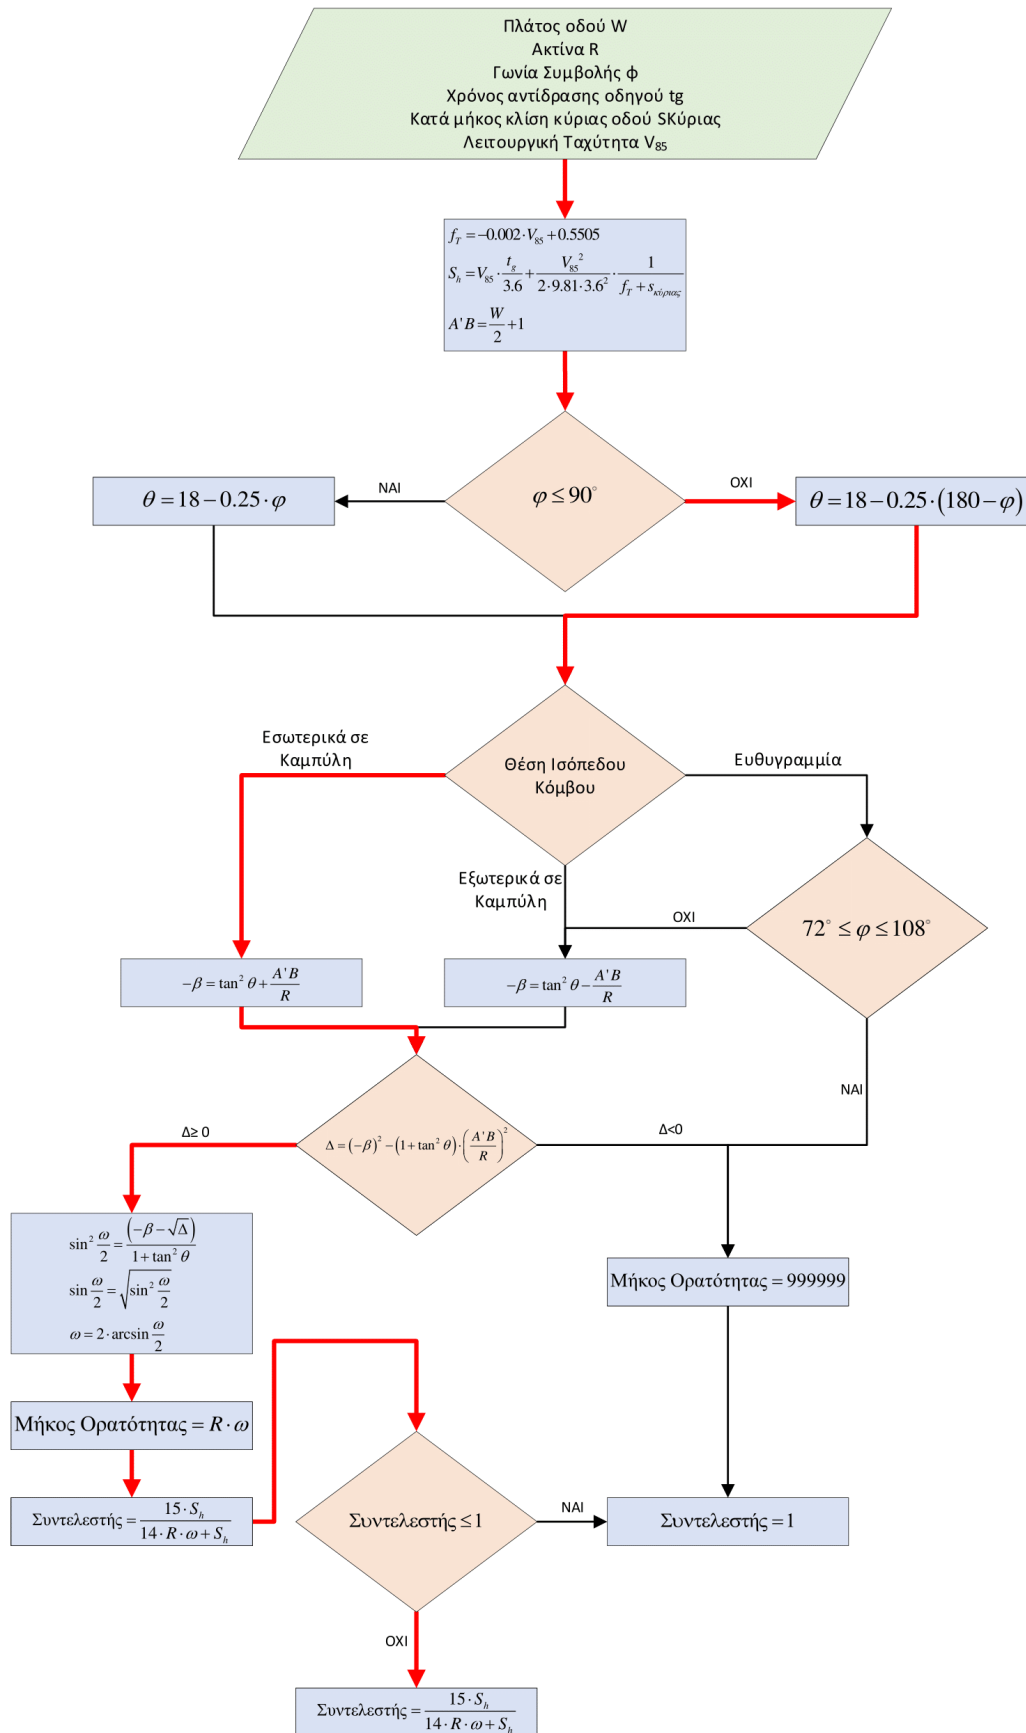 Πλάτος οδού W
Ακτίνα R
Γωνία Συμβολής φ
Χρόνος αντίδρασης οδηγού tg
Κατά μήκος κλίση κύριας οδού SΚύριας
Λειτουργική Ταχύτητα V₈₅
f_T = −0.002·V₈₅ + 0.5505
S_h = V₈₅ · t_g/3.6 + V₈₅²/(2·9.81·3.6²) · 1/(f_T + s_κύριας)
A'B = W/2 + 1
φ ≤ 90°
ΝΑΙ
ΟΧΙ
θ = 18 − 0.25·φ
θ = 18 − 0.25·(180 − φ)
Θέση Ισόπεδου
Κόμβου
Εσωτερικά σε
Καμπύλη
Ευθυγραμμία
Εξωτερικά σε
Καμπύλη
ΟΧΙ
72° ≤ φ ≤ 108°
−β = tan² θ + A'B/R
−β = tan² θ − A'B/R
ΝΑΙ
Δ = (−β)² − (1 + tan² θ)·(A'B/R)²
Δ≥ 0
Δ<0
sin² ω/2 = (−β − √Δ)/(1 + tan² θ)
sin ω/2 = √(sin² ω/2)
ω = 2·arcsin ω/2
Μήκος Ορατότητας = 999999
Μήκος Ορατότητας = R·ω
Συντελεστής = 15·S_h/(14·R·ω + S_h)
Συντελεστής ≤ 1
ΝΑΙ
Συντελεστής = 1
ΟΧΙ
Συντελεστής = 15·S_h/(14·R·ω + S_h)